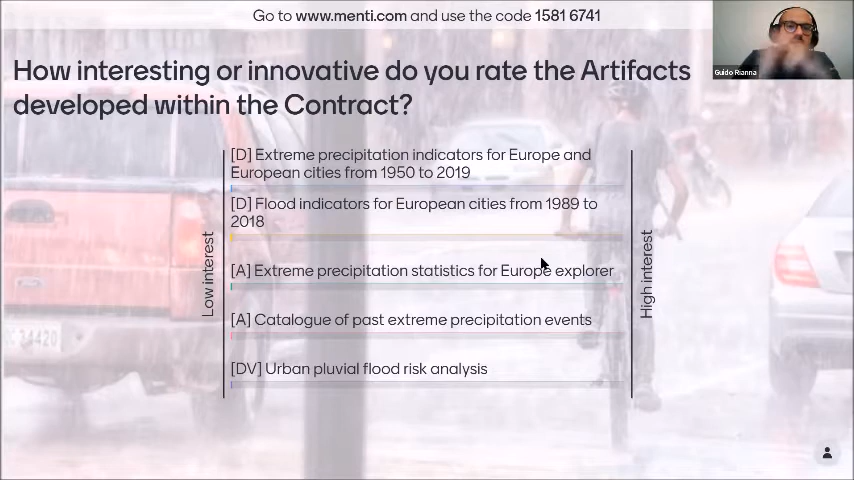 Go to www.menti.com and use the code 1581 6741
Guido Rianna
How interesting or innovative do you rate the Artifacts
developed within the Contract?
[D] Extreme precipitation indicators for Europe and
European cities from 1950 to 2019
[D] Flood indicators for European cities from 1989 to
2018
[A] Extreme precipitation statistics for Europe explorer
[A] Catalogue of past extreme precipitation events
[DV] Urban pluvial flood risk analysis
Low interest
High interest